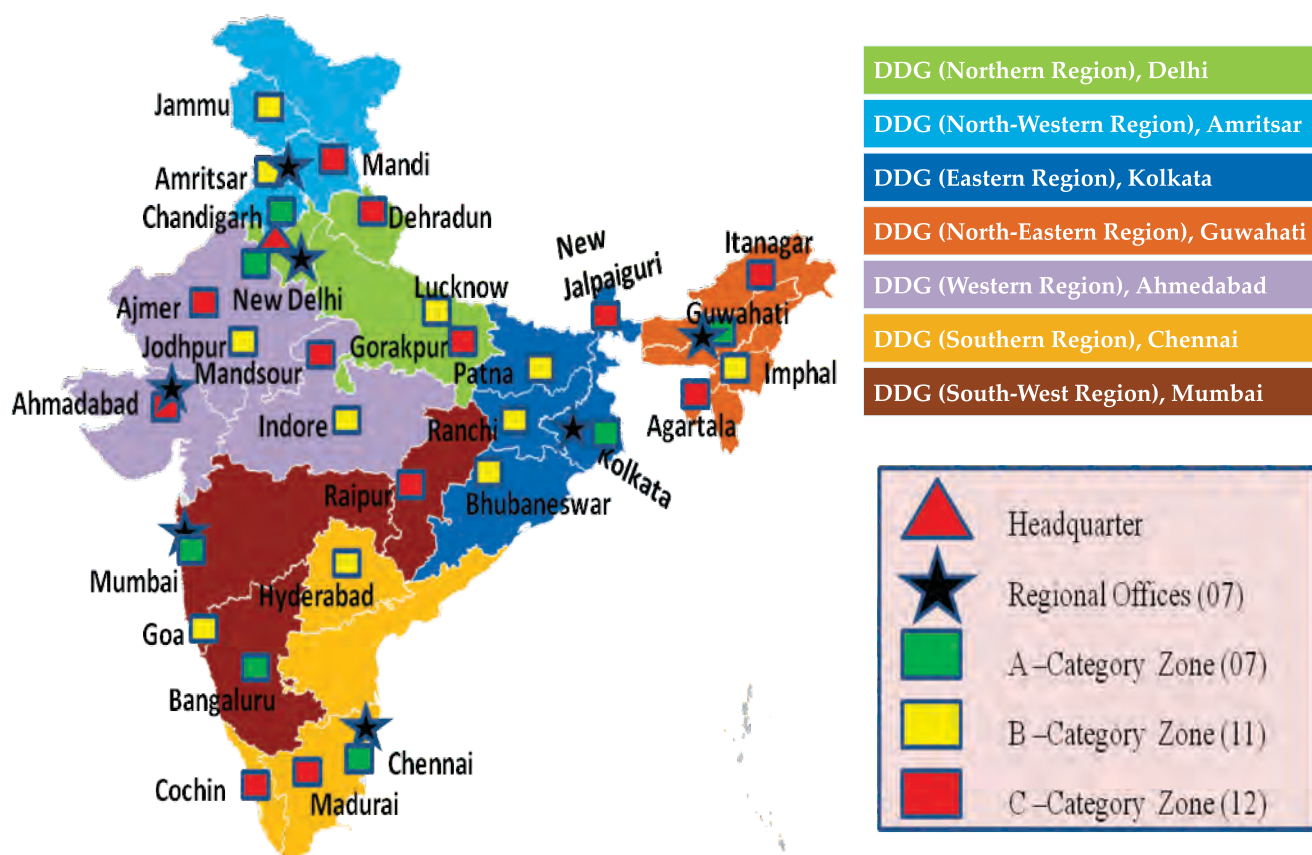 Jammu
Amritsar
Mandi
Chandigarh
Dehradun
New Delhi
Ajmer
Lucknow
Jodhpur
Mandsour
Gorakpur
New
Jalpaiguri
Itanagar
Guwahati
Imphal
Agartala
Patna
Ahmadabad
Indore
Ranchi
Kolkata
Raipur
Bhubaneswar
Mumbai
Hyderabad
Goa
Bangaluru
Chennai
Cochin
Madurai
DDG (Northern Region), Delhi
DDG (North-Western Region), Amritsar
DDG (Eastern Region), Kolkata
DDG (North-Eastern Region), Guwahati
DDG (Western Region), Ahmedabad
DDG (Southern Region), Chennai
DDG (South-West Region), Mumbai
Headquarter
Regional Offices (07)
A –Category Zone (07)
B –Category Zone (11)
C –Category Zone (12)